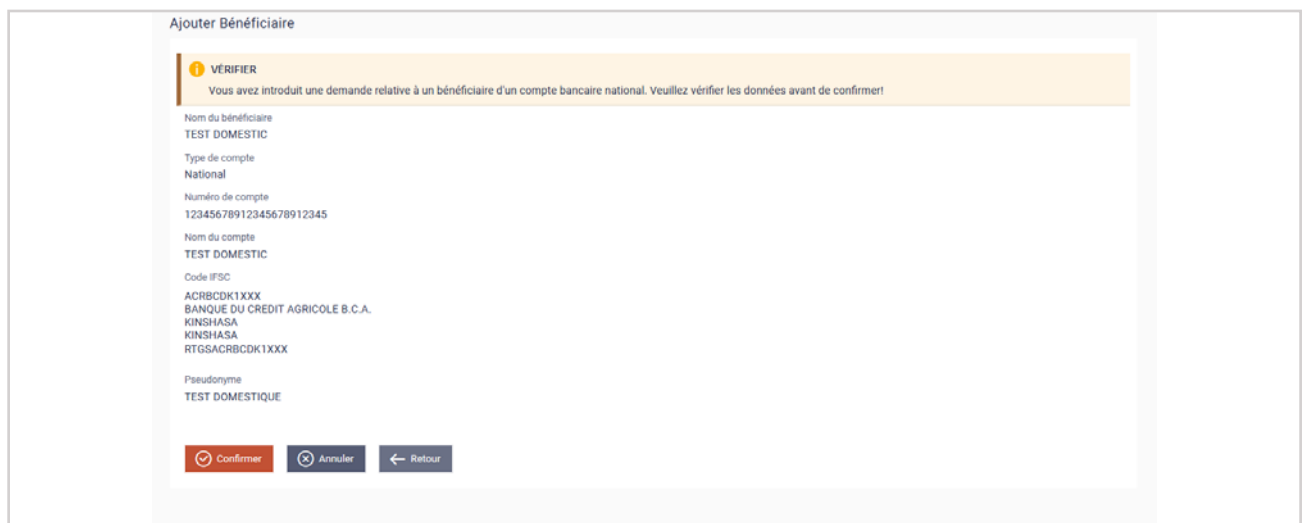 Ajouter Bénéficiaire
VÉRIFIER
Vous avez introduit une demande relative à un bénéficiaire d'un compte bancaire national. Veuillez vérifier les données avant de confirmer!
Nom du bénéficiaire
TEST DOMESTIC
Type de compte
National
Numéro de compte
12345678912345678912345
Nom du compte
TEST DOMESTIC
Code IFSC
ACRBCDK1XXX
BANQUE DU CREDIT AGRICOLE B.C.A.
KINSHASA
KINSHASA
RTGSACRBCDK1XXX
Pseudonyme
TEST DOMESTIQUE
Confirmer Annuler Retour